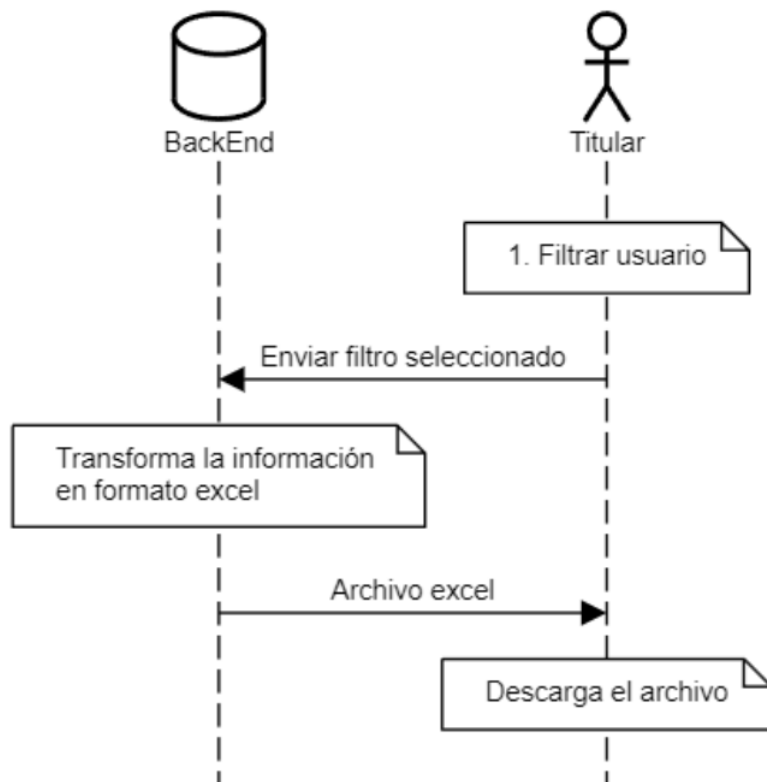 BackEnd
Titular
1. Filtrar usuario
Enviar filtro seleccionado
Transforma la información
en formato excel
Archivo excel
Descarga el archivo